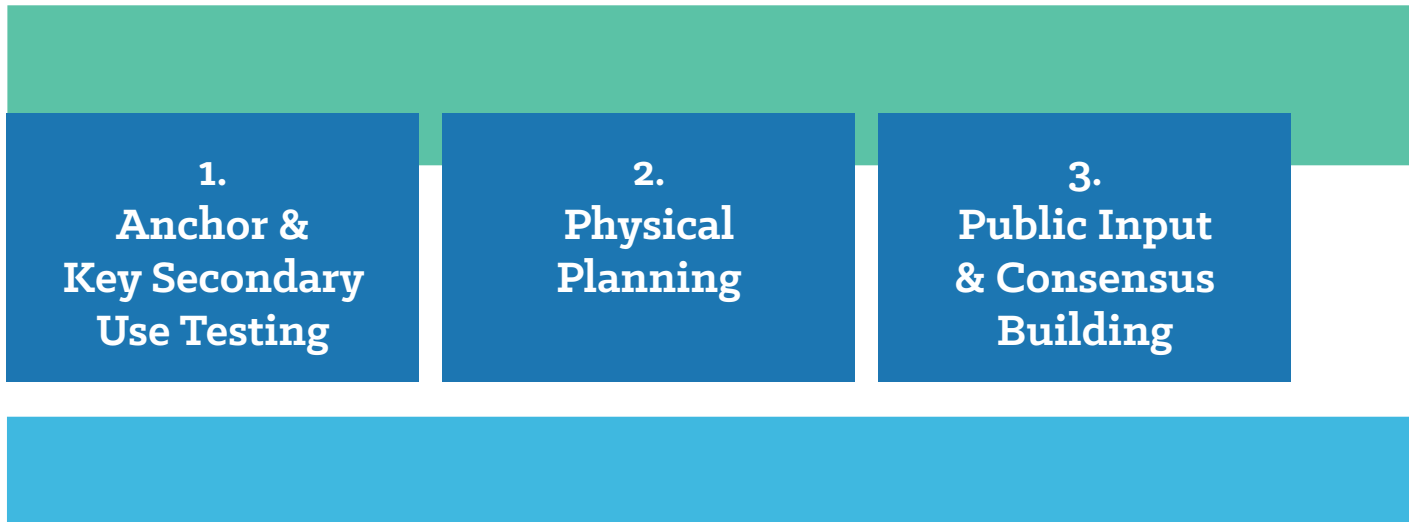 1.
Anchor &
Key Secondary
Use Testing
2.
Physical
Planning
3.
Public Input
& Consensus
Building